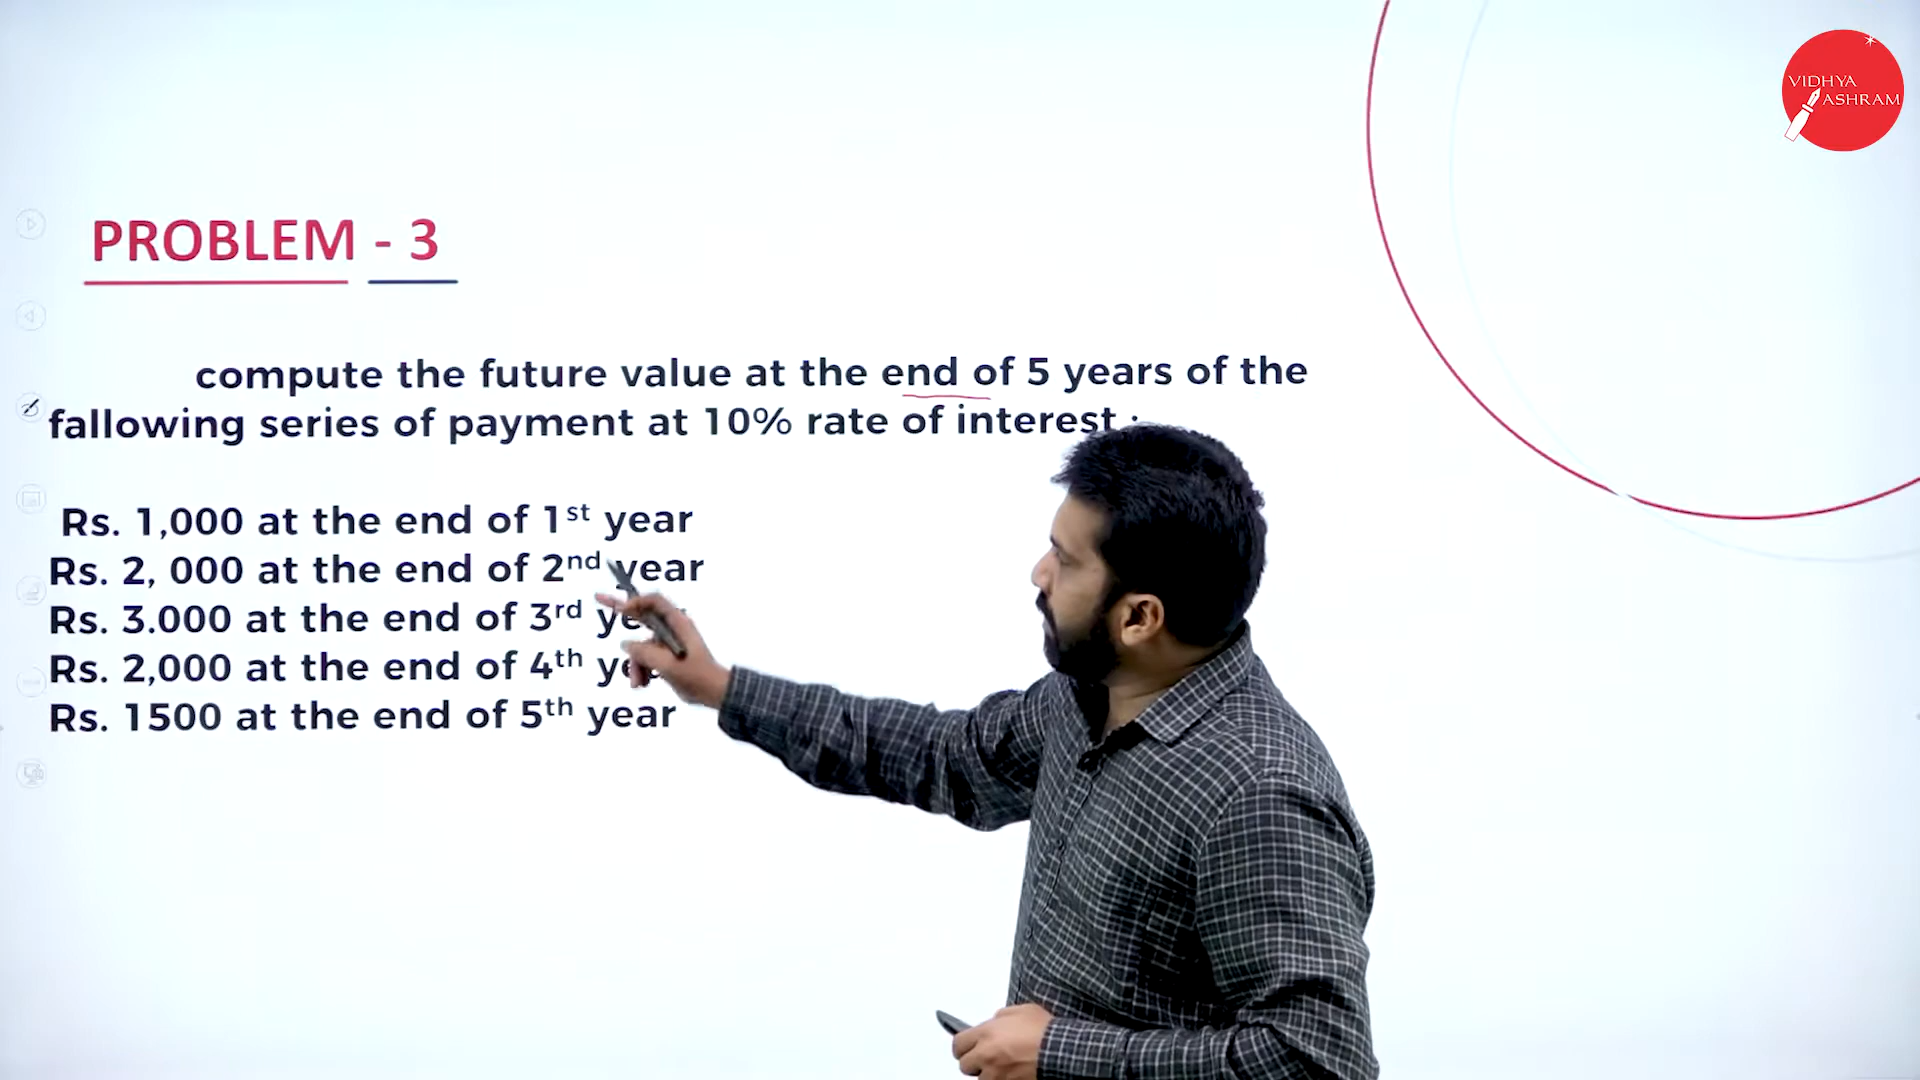 VIDHYA
ASHRAM
PROBLEM - 3
compute the future value at the end of 5 years of the
fallowing series of payment at 10% rate of interest :
Rs. 1,000 at the end of 1st year
Rs. 2, 000 at the end of 2nd year
Rs. 3.000 at the end of 3rd
Rs. 2,000 at the end of 4th
Rs. 1500 at the end of 5th year